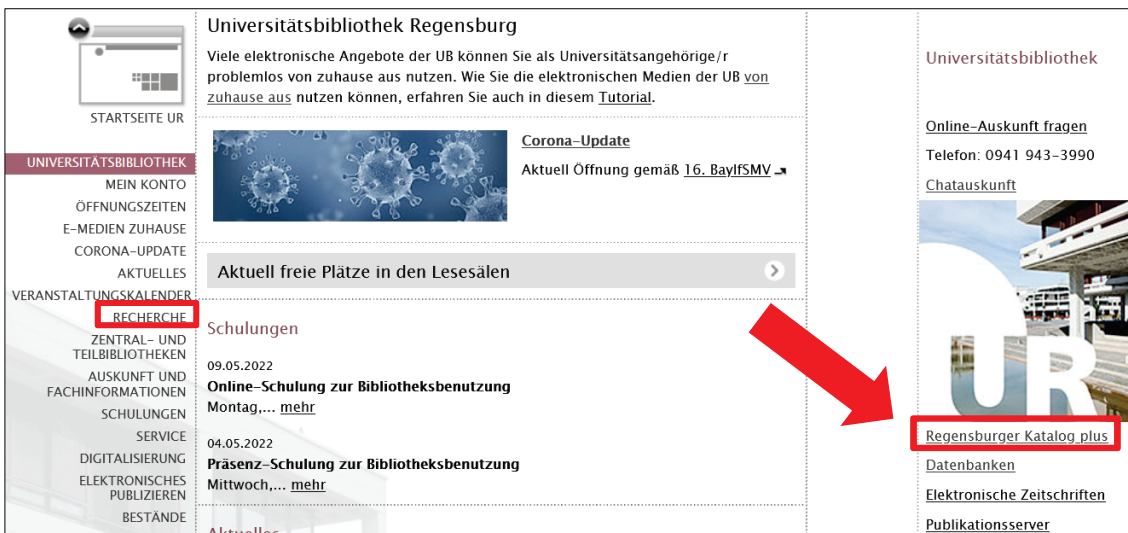 STARTSEITE UR
UNIVERSITÄTSBIBLIOTHEK
MEIN KONTO
ÖFFNUNGSZEITEN
E-MEDIEN ZUHAUSE
CORONA-UPDATE
AKTUELLES
VERANSTALTUNGSKALENDER
RECHERCHE
ZENTRAL- UND
TEILBIBLIOTHEKEN
AUSKUNFT UND
FACHINFORMATIONEN
SCHULUNGEN
SERVICE
DIGITALISIERUNG
ELEKTRONISCHES
PUBLIZIEREN
BESTÄNDE
Universitätsbibliothek Regensburg
Viele elektronische Angebote der UB können Sie als Universitätsangehörige/r
problemlos von zuhause aus nutzen. Wie Sie die elektronischen Medien der UB von
zuhause aus nutzen können, erfahren Sie auch in diesem Tutorial.
Corona-Update
Aktuell Öffnung gemäß 16. BayIfSMV
Aktuell freie Plätze in den Lesesälen
Schulungen
09.05.2022
Online-Schulung zur Bibliotheksbenutzung
Montag,... mehr
04.05.2022
Präsenz-Schulung zur Bibliotheksbenutzung
Mittwoch,... mehr
Aktuelles
Universitätsbibliothek
Online-Auskunft fragen
Telefon: 0941 943-3990
Chatauskunft
UR
Regensburger Katalog plus
Datenbanken
Elektronische Zeitschriften
Publikationsserver